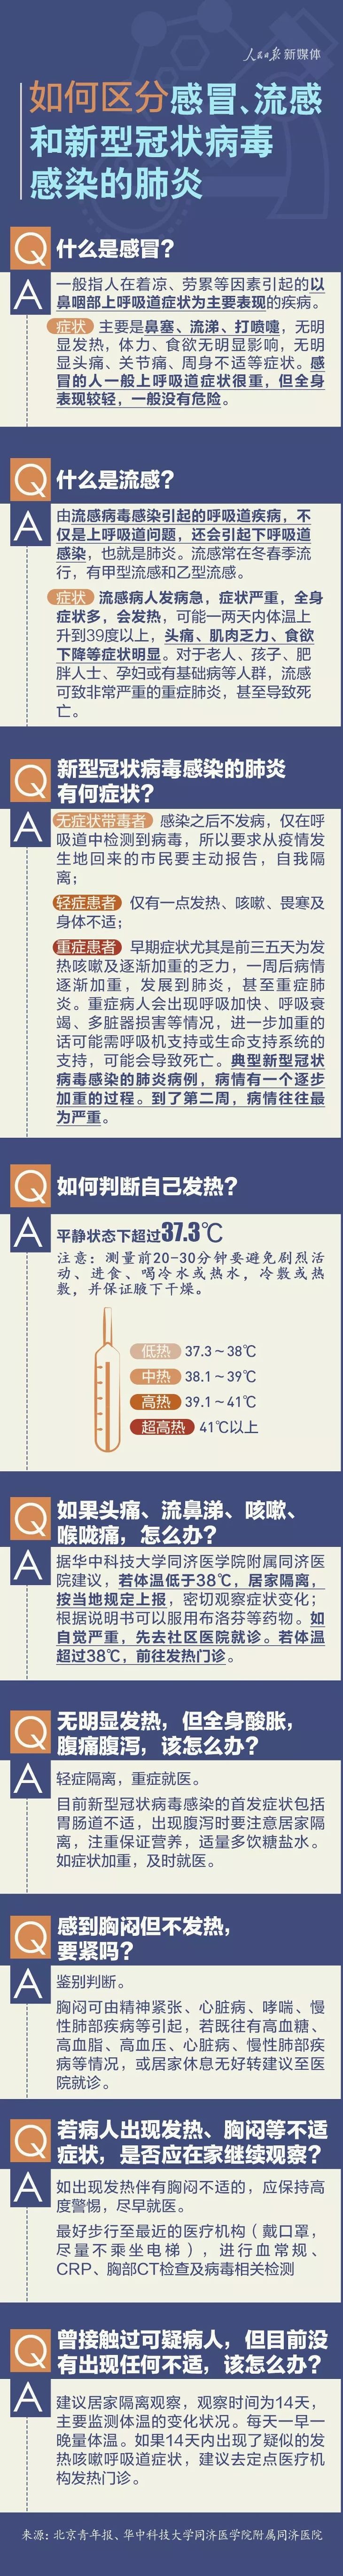 人民日报 新媒体
如何区分感冒、流感
和新型冠状病毒
感染的肺炎
Q 什么是感冒？
A 一般指人在着凉、劳累等因素引起的以
鼻咽部上呼吸道症状为主要表现的疾病。
症状 主要是鼻塞、流涕、打喷嚏，无明
显发热，体力、食欲无明显影响，无明
显头痛、关节痛、周身不适等症状。感
冒的人一般上呼吸道症状很重，但全身
表现较轻，一般没有危险。
Q 什么是流感？
A 由流感病毒感染引起的呼吸道疾病，不
仅是上呼吸道问题，还会引起下呼吸道
感染，也就是肺炎。流感常在冬春季流
行，有甲型流感和乙型流感。
症状 流感病人发病急，症状严重，全身
症状多，会发热，可能一两天内体温上
升到39度以上，头痛、肌肉乏力、食欲
下降等症状明显。对于老人、孩子、肥
胖人士、孕妇或有基础病等人群，流感
可致非常严重的重症肺炎，甚至导致死
亡。
Q 新型冠状病毒感染的肺炎
有何症状？
A 无症状带毒者 感染之后不发病，仅在呼
吸道中检测到病毒，所以要求从疫情发
生地回来的市民要主动报告，自我隔
离；
轻症患者 仅有一点发热、咳嗽、畏寒及
身体不适；
重症患者 早期症状尤其是前三五天为发
热咳嗽及逐渐加重的乏力，一周后病情
逐渐加重，发展到肺炎，甚至重症肺
炎。重症病人会出现呼吸加快、呼吸衰
竭、多脏器损害等情况，进一步加重的
话可能需呼吸机支持或生命支持系统的
支持，可能会导致死亡。典型新型冠状
病毒感染的肺炎病例，病情有一个逐步
加重的过程。到了第二周，病情往往最
为严重。
Q 如何判断自己发热？
A 平静状态下超过37.3℃
注意：测量前20-30分钟要避免剧烈活
动、进食、喝冷水或热水，冷敷或热
敷，并保证腋下干燥。
低热 37.3～38℃
中热 38.1～39℃
高热 39.1～41℃
超高热 41℃以上
Q 如果头痛、流鼻涕、咳嗽、
喉咙痛，怎么办？
A 据华中科技大学同济医学院附属同济医
院建议，若体温低于38℃，居家隔离，
按当地规定上报，密切观察症状变化；
根据说明书可以服用布洛芬等药物。如
自觉严重，先去社区医院就诊。若体温
超过38℃，前往发热门诊。
Q 无明显发热，但全身酸胀，
腹痛腹泻，该怎么办？
A 轻症隔离，重症就医。
目前新型冠状病毒感染的首发症状包括
胃肠道不适，出现腹泻时要注意居家隔
离，注重保证营养，适量多饮糖盐水。
如症状加重，及时就医。
Q 感到胸闷但不发热，
要紧吗？
A 鉴别判断。
胸闷可由精神紧张、心脏病、哮喘、慢
性肺部疾病等引起，若既往有高血糖、
高血脂、高血压、心脏病、慢性肺部疾
病等情况，或居家休息无好转建议至医
院就诊。
Q 若病人出现发热、胸闷等不适
症状，是否应在家继续观察？
A 如出现发热伴有胸闷不适的，应保持高
度警惕，尽早就医。
最好步行至最近的医疗机构（戴口罩，
尽量不乘坐电梯），进行血常规、
CRP、胸部CT检查及病毒相关检测
Q 曾接触过可疑病人，但目前没
有出现任何不适，该怎么办？
A 建议居家隔离观察，观察时间为14天，
主要监测体温的变化状况。每天一早一
晚量体温。如果14天内出现了疑似的发
热咳嗽呼吸道症状，建议去定点医疗机
构发热门诊。
来源：北京青年报、华中科技大学同济医学院附属同济医院